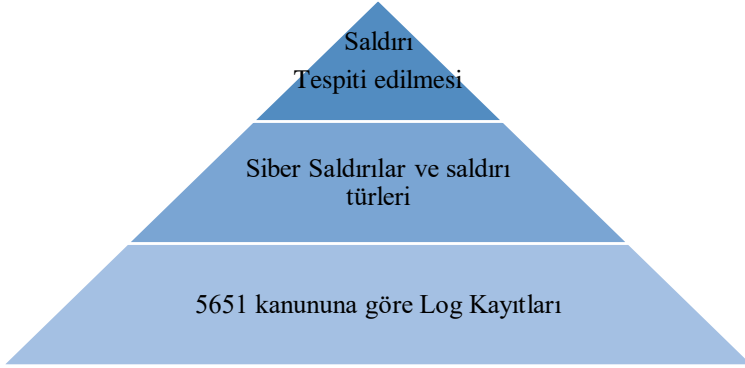 Saldırı
Tespiti edilmesi
Siber Saldırılar ve saldırı
türleri
5651 kanununa göre Log Kayıtları